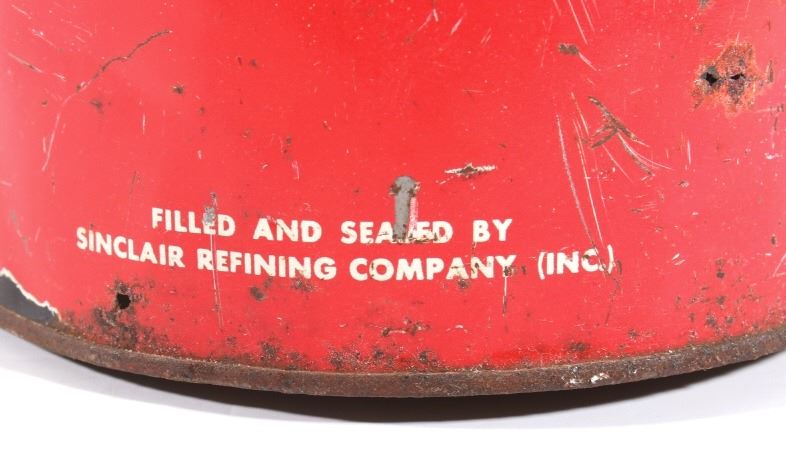 FILLED AND SEALED BY
SINCLAIR REFINING COMPANY (INC.)